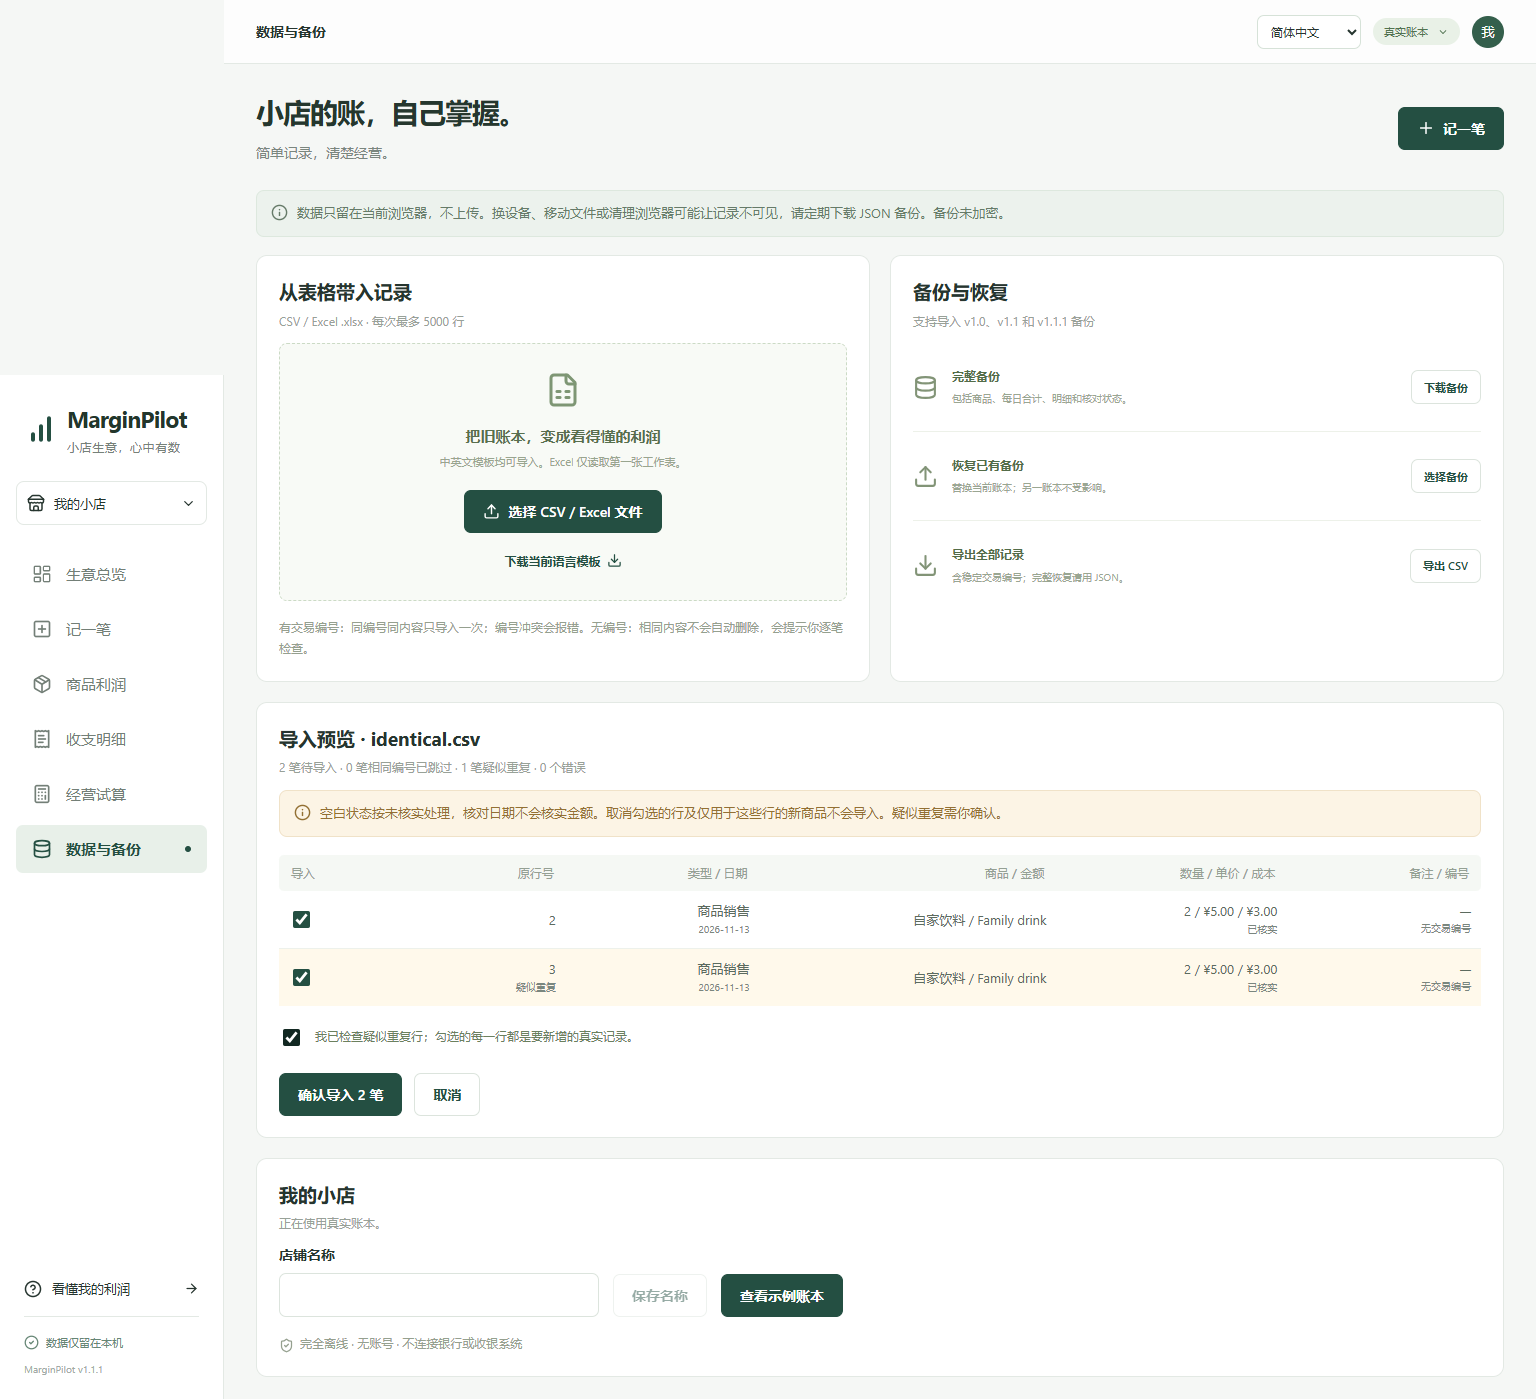 数据与备份
简体中文
真实账本
我
小店的账，自己掌握。
简单记录，清楚经营。
记一笔
数据只留在当前浏览器，不上传。换设备、移动文件或清理浏览器可能让记录不可见，请定期下载 JSON 备份。备份未加密。
从表格带入记录
CSV / Excel .xlsx · 每次最多 5000 行
把旧账本，变成看得懂的利润
中英文模板均可导入。Excel 仅读取第一张工作表。
选择 CSV / Excel 文件
下载当前语言模板
有交易编号：同编号同内容只导入一次；编号冲突会报错。无编号：相同内容不会自动删除，会提示你逐笔
检查。
备份与恢复
支持导入 v1.0、v1.1 和 v1.1.1 备份
完整备份
包括商品、每日合计、明细和核对状态。
下载备份
恢复已有备份
替换当前账本；另一账本不受影响。
选择备份
导出全部记录
含稳定交易编号；完整恢复请用 JSON。
导出 CSV
MarginPilot
小店生意，心中有数
我的小店
生意总览
记一笔
商品利润
收支明细
经营试算
数据与备份
看懂我的利润
数据仅留在本机
MarginPilot v1.1.1
导入预览 · identical.csv
2 笔待导入 · 0 笔相同编号已跳过 · 1 笔疑似重复 · 0 个错误
空白状态按未核实处理，核对日期不会核实金额。取消勾选的行及仅用于这些行的新商品不会导入。疑似重复需你确认。
导入 原行号 类型 / 日期 商品 / 金额 数量 / 单价 / 成本 备注 / 编号
2 商品销售 自家饮料 / Family drink 2 / ¥5.00 / ¥3.00 —
2026-11-13 已核实 无交易编号
3 商品销售 自家饮料 / Family drink 2 / ¥5.00 / ¥3.00 —
疑似重复 2026-11-13 已核实 无交易编号
我已检查疑似重复行；勾选的每一行都是要新增的真实记录。
确认导入 2 笔
取消
我的小店
正在使用真实账本。
店铺名称
保存名称
查看示例账本
完全离线 · 无账号 · 不连接银行或收银系统